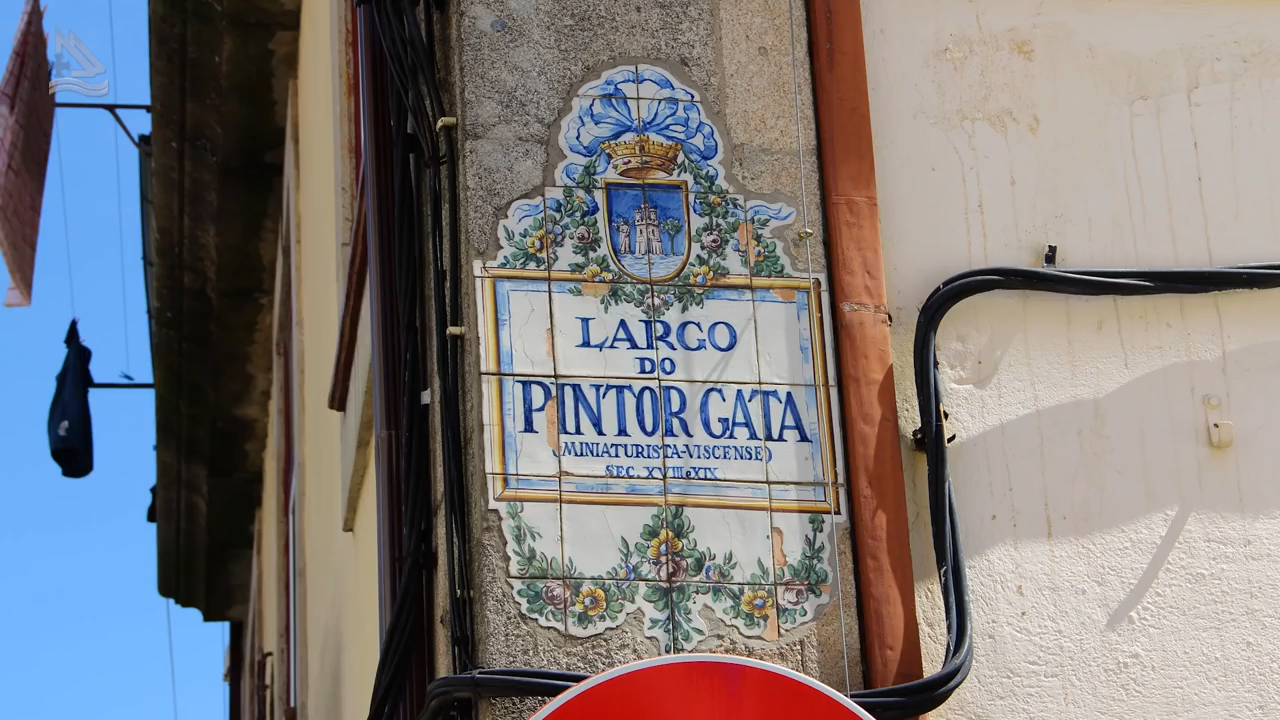 LARGO
DO
PINTOR GATA
(MINIATURISTA-VISCENSE)
SEC. XVIII e XIX